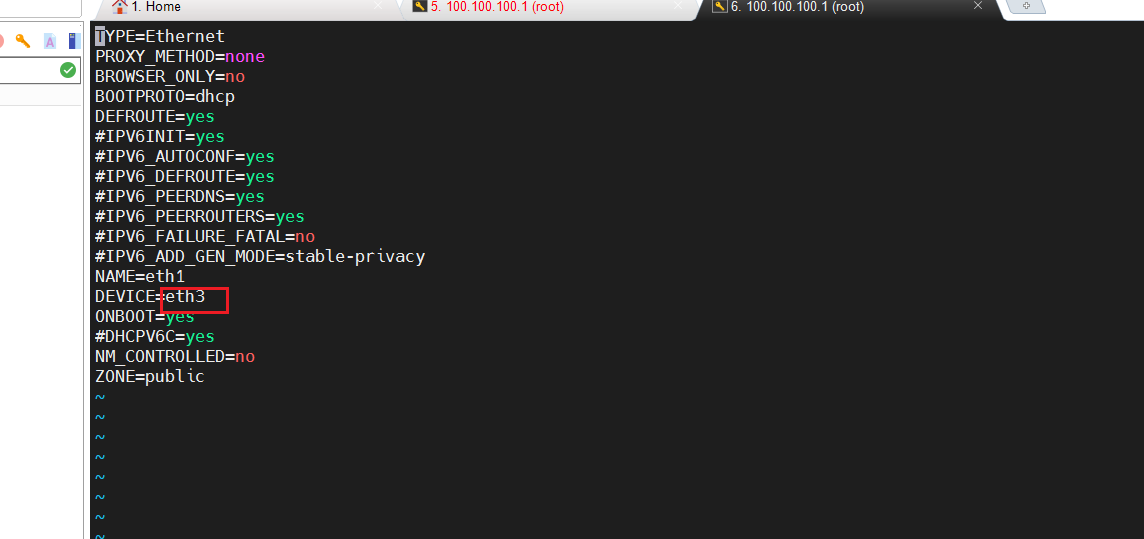 1. Home
5. 100.100.100.1 (root)
6. 100.100.100.1 (root)
A
TYPE=Ethernet
PROXY_METHOD=none
BROWSER_ONLY=no
BOOTPROTO=dhcp
DEFROUTE=yes
#IPV6INIT=yes
#IPV6_AUTOCONF=yes
#IPV6_DEFROUTE=yes
#IPV6_PEERDNS=yes
#IPV6_PEERROUTERS=yes
#IPV6_FAILURE_FATAL=no
#IPV6_ADD_GEN_MODE=stable-privacy
NAME=eth1
DEVICE=eth3
ONBOOT=yes
#DHCPV6C=yes
NM_CONTROLLED=no
ZONE=public
~
~
~
~
~
~
~
~